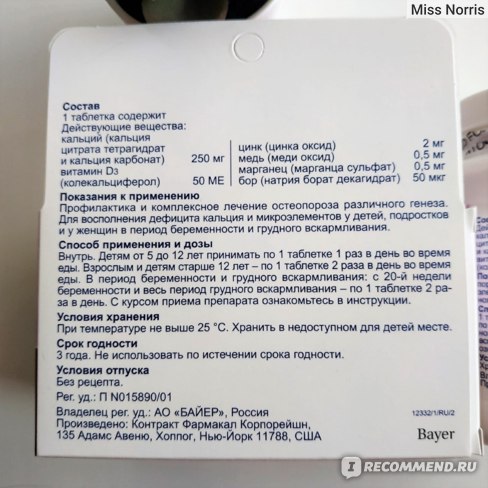 Miss Norris
Состав
1 таблетка содержит
Действующие вещества:
кальций (кальция
цитрата тетрагидрат
и кальция карбонат) 250 мг
витамин D3
(колекальциферол) 50 МЕ
цинк (цинка оксид) 2 мг
медь (меди оксид) 0,5 мг
марганец (марганца сульфат) 0,5 мг
бор (натрия борат декагидрат) 50 мкг
Показания к применению
Профилактика и комплексное лечение остеопороза различного генеза.
Для восполнения дефицита кальция и микроэлементов у детей, подростков
и у женщин в период беременности и грудного вскармливания.
Способ применения и дозы
Внутрь. Детям от 5 до 12 лет принимать по 1 таблетке 1 раз в день во время
еды. Взрослым и детям старше 12 лет – по 1 таблетке 2 раза в день во время
еды. В период беременности и грудного вскармливания: с 20-й недели
беременности и весь период грудного вскармливания – по 1 таблетке 2 ра-
за в день. С курсом приема препарата ознакомьтесь в инструкции.
Условия хранения
При температуре не выше 25 °C. Хранить в недоступном для детей месте.
Срок годности
3 года. Не использовать по истечении срока годности.
Условия отпуска
Без рецепта.
Рег. уд.: П N015890/01
Владелец рег. уд.: АО «БАЙЕР», Россия
Произведено: Контракт Фармакал Корпорейшн,
135 Адамс Авеню, Хоппог, Нью-Йорк 11788, США
12332/1/RU/2
Bayer
I RECOMMEND.RU